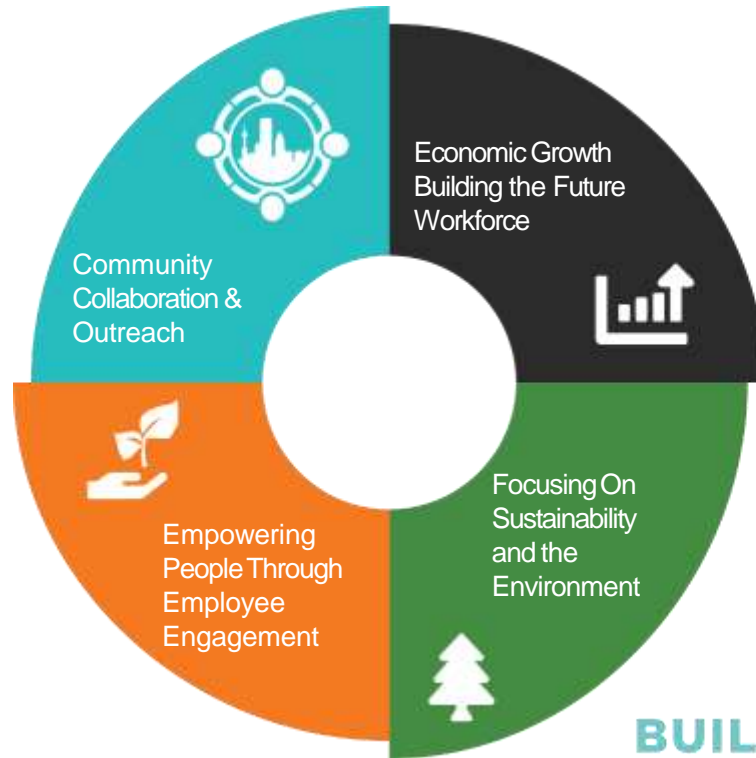 Economic Growth
Building the Future
Workforce
Community
Collaboration &
Outreach
Focusing On
Sustainability
and the
Environment
Empowering
People Through
Employee
Engagement
BUIL